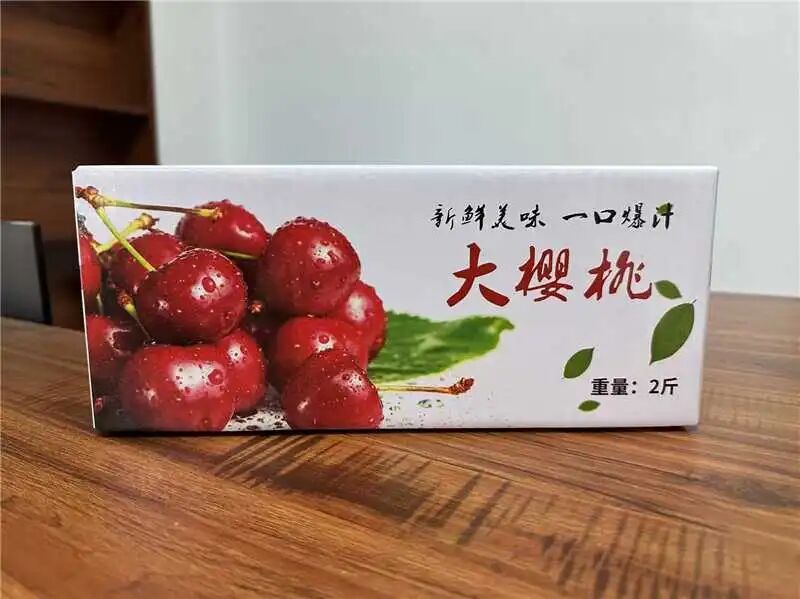 新鲜美味 一口爆汁
大樱桃
重量：2斤